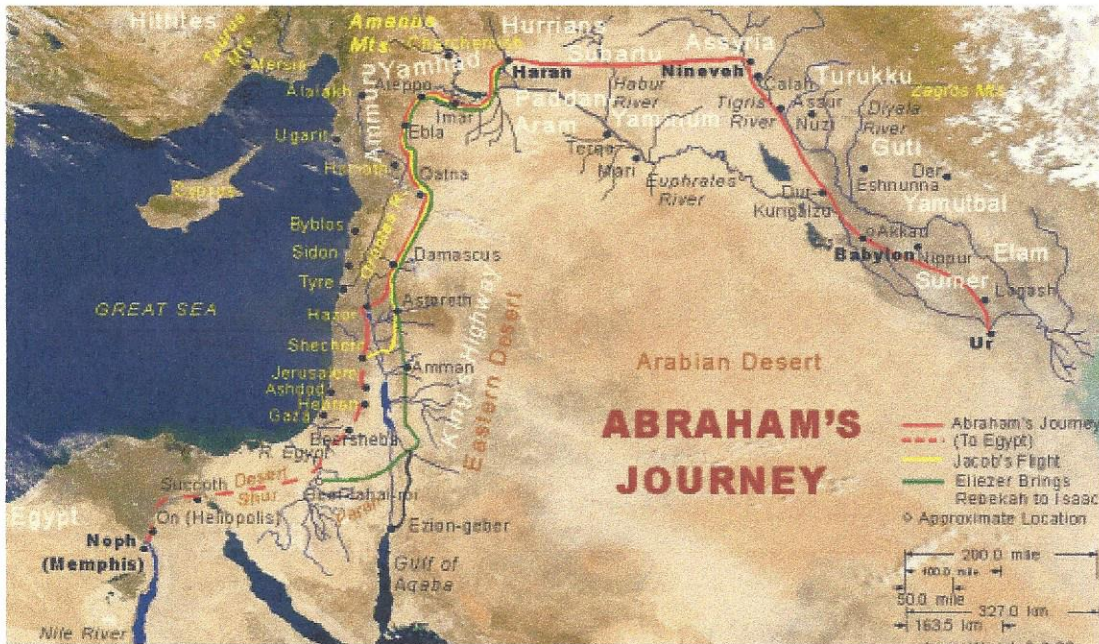 Hittites
Taurus
Mts.
Amanus
Mts.
Hurrians
Subartu
Assyria
Mersin
Charchemesh
Yamhad
Haran
Ninevoh
Calah
Turukku
Zagros Mts.
Alalakh
Aleppo
Imar
Habur
River
Paddan
Aram
Yammum
Tigris
River
Assur
Nuzi
Diyala
River
Ammuru
Ebla
Ugarit
Hamath
Terqa
Mari
Euphrates
River
Guti
Der
Eshnunna
Yamutbal
Cyprus
Qatna
Orontes R.
Dur
Kurigalzu
Byblos
Sidon
Damascus
Akkad
Babylon
Nippur
Elam
Sumer
Lagash
Tyre
Astereth
GREAT SEA
Hazor
Ur
King's Highway
Eastern Desert
Shechem
Amman
Arabian Desert
Jerusalem
Ashdod
Hebron
Gaza
Beersheba
R. Egypt
ABRAHAM'S
JOURNEY
Abraham's Journey
(To Egypt)
Jacob's Flight
Eliezer Brings
Rebekah to Isaac
Approximate Location
Succoth
Desert
Shur
Beer-lahai-roi
Paran
Egypt
On (Heliopolis)
Ezion-geber
Noph
(Memphis)
Gulf of
Aqaba
Nile River
200.0 mile
100.0 mile
50.0 mile
327.0 km
163.5 km